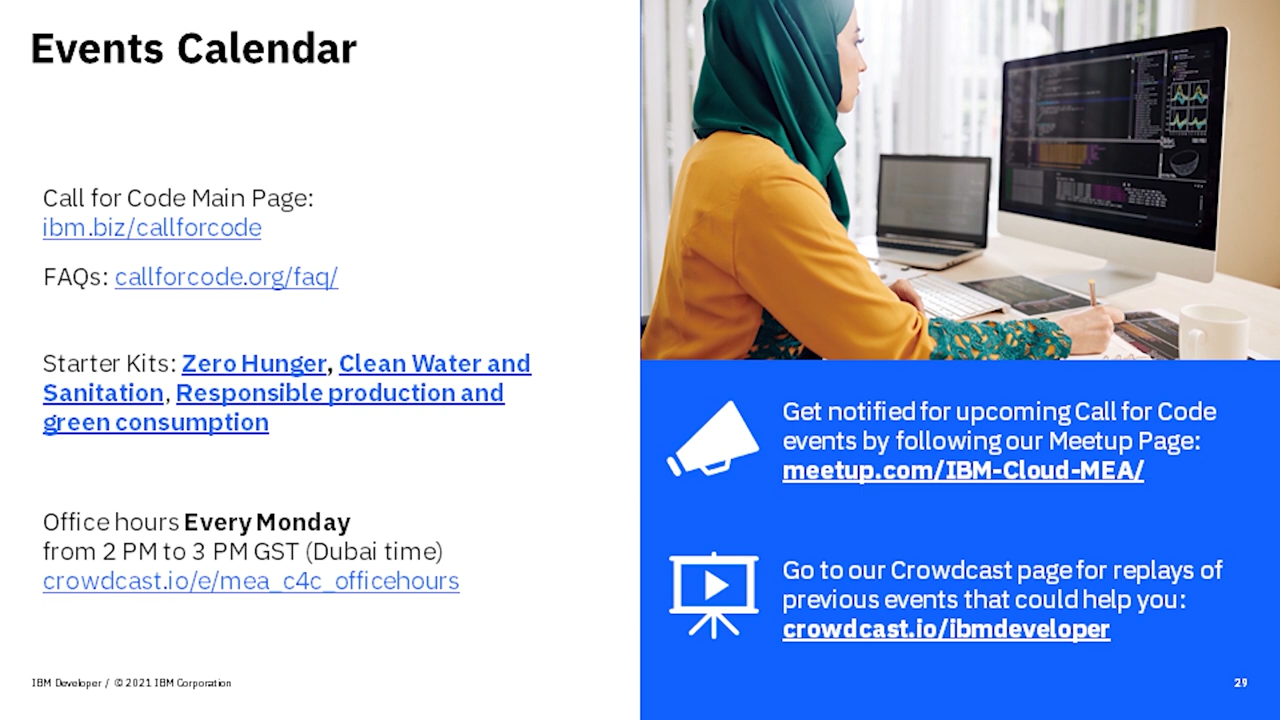 Events Calendar
Call for Code Main Page:
ibm.biz/callforcode
FAQs: callforcode.org/faq/
Starter Kits: Zero Hunger, Clean Water and
Sanitation, Responsible production and
green consumption
Office hours Every Monday
from 2 PM to 3 PM GST (Dubai time)
crowdcast.io/e/mea_c4c_officehours
Get notified for upcoming Call for Code
events by following our Meetup Page:
meetup.com/IBM-Cloud-MEA/
Go to our Crowdcast page for replays of
previous events that could help you:
crowdcast.io/ibmdeveloper
IBM Developer / © 2021 IBM Corporation
29